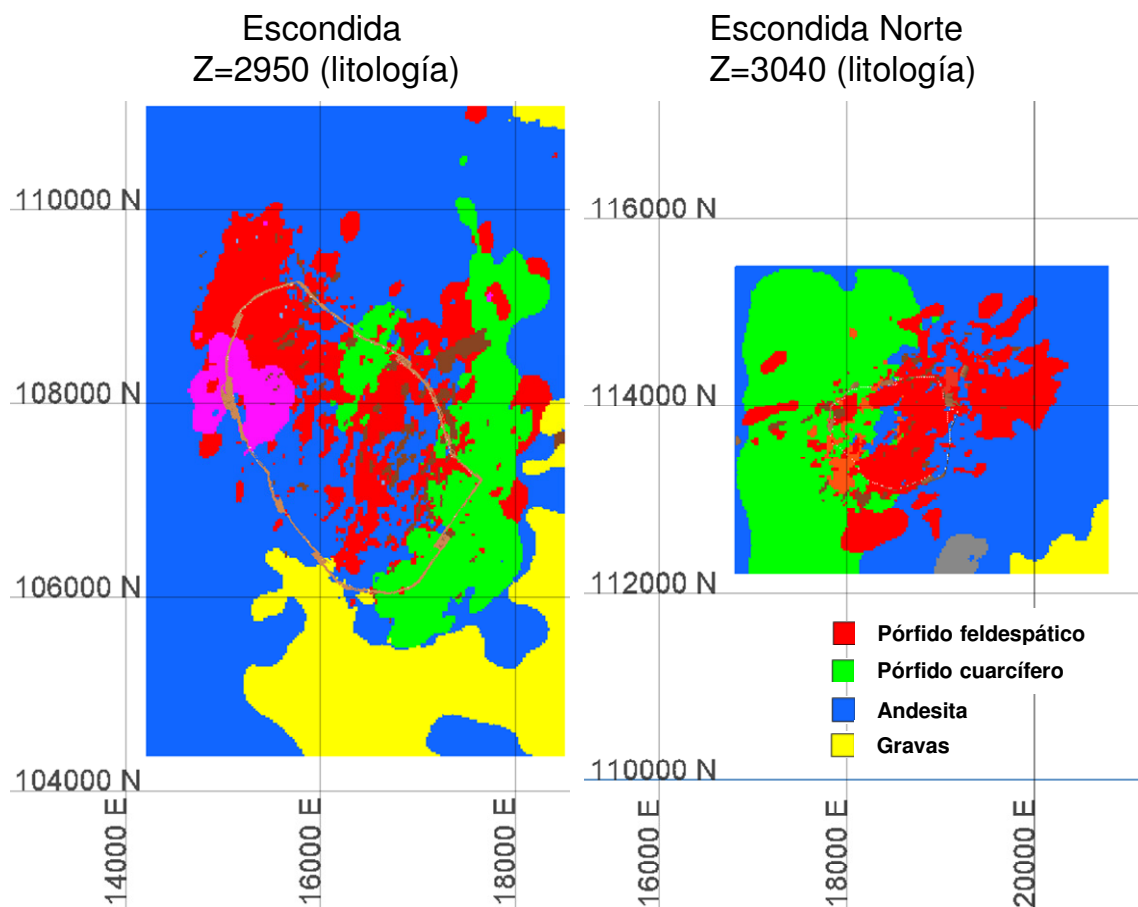 Escondida
Z=2950 (litología)
Escondida Norte
Z=3040 (litología)
110000 N
108000 N
106000 N
104000 N
14000 E
16000 E
18000 E
116000 N
114000 N
112000 N
110000 N
16000 E
18000 E
20000 E
Pórfido feldespático
Pórfido cuarcífero
Andesita
Gravas